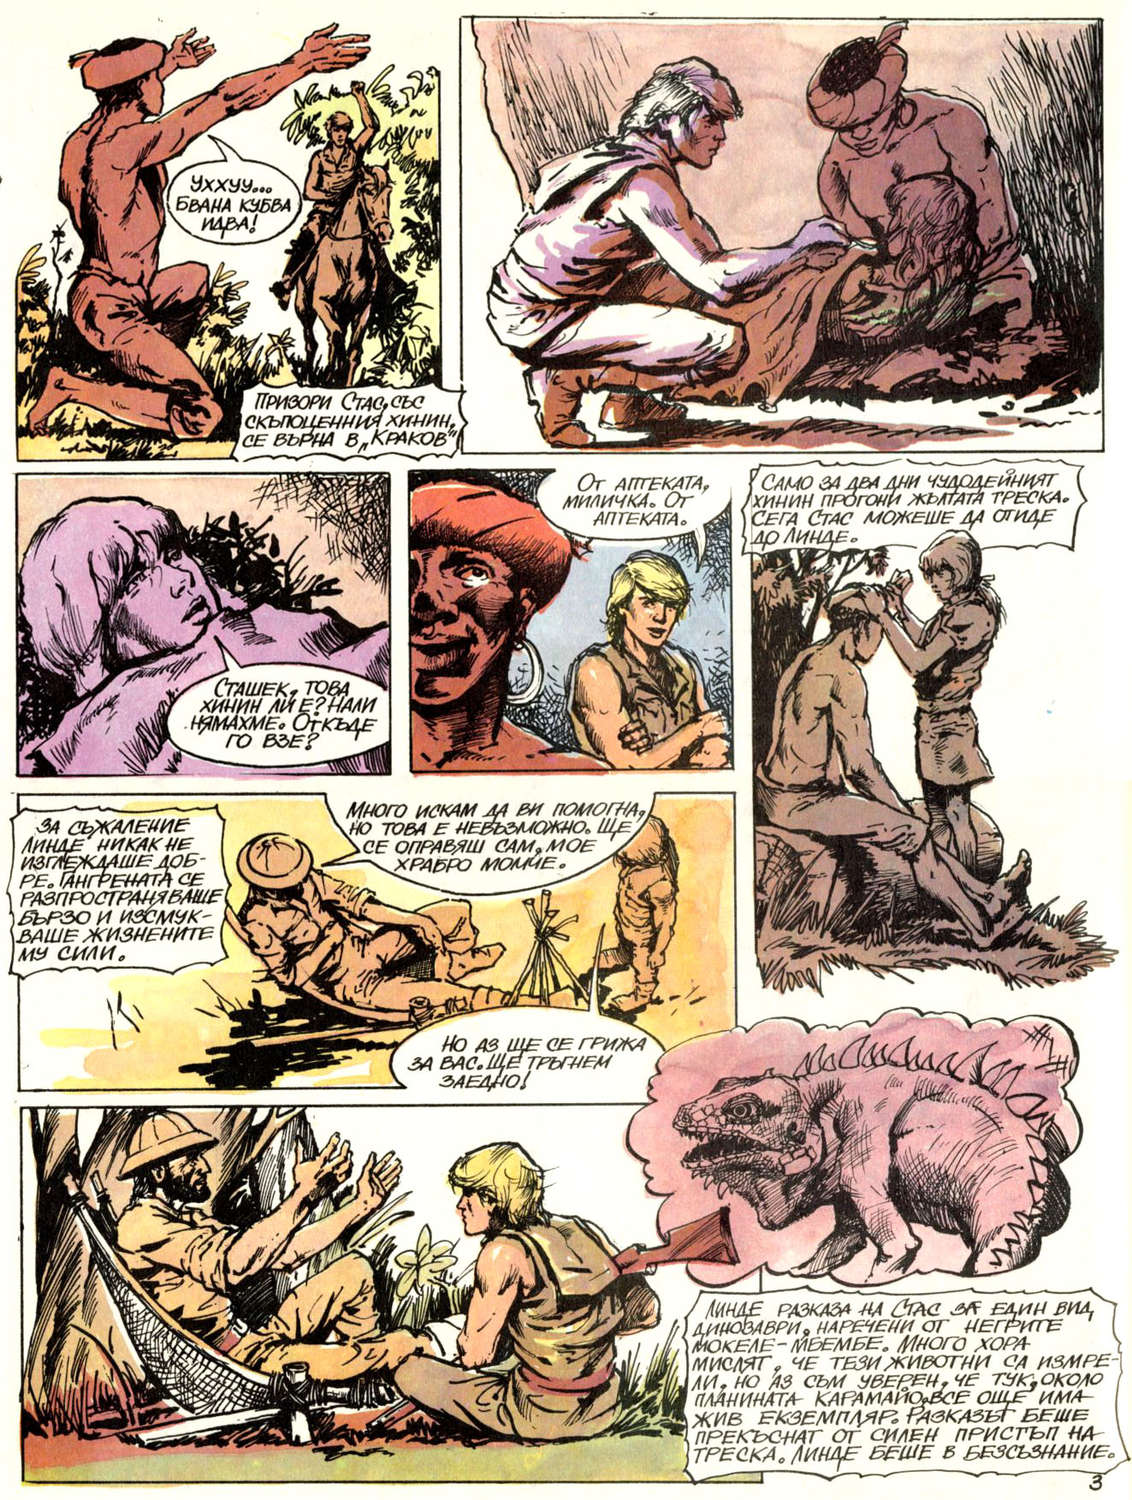 УХХУУ...
БВАНА КУБВА
ИДВА!
ПРИЗОРИ СТАС, СЪС
СКЪПОЦЕННИЯ ХИНИН,
СЕ ВЪРНА В „КРАКОВ"
СТАШЕК, ТОВА
ХИНИН ЛИ Е? НАЛИ
НЯМАХМЕ. ОТКЪДЕ
ГО ВЗЕ?
ОТ АПТЕКАТА,
МИЛИЧКА. ОТ
АПТЕКАТА.
САМО ЗА ДВА ДНИ ЧУДОДЕЙНИЯТ
ХИНИН ПРОГОНИ ЖЪЛТАТА ТРЕСКА.
СЕГА СТАС МОЖЕШЕ ДА ОТИДЕ
ДО ЛИНДЕ.
ЗА СЪЖАЛЕНИЕ
ЛИНДЕ НИКАК НЕ
ИЗГЛЕЖДАШЕ ДОБ-
РЕ. ГАНГРЕНАТА СЕ
РАЗПРОСТРАНЯВАШЕ
БЪРЗО И ИЗСМУК-
ВАШЕ ЖИЗНЕНИТЕ
МУ СИЛИ.
МНОГО ИСКАМ ДА ВИ ПОМОГНА,
НО ТОВА Е НЕВЪЗМОЖНО. ЩЕ
СЕ ОПРАВЯШ САМ, МОЕ
ХРАБРО МОМЧЕ.
НО АЗ ЩЕ СЕ ГРИЖА
ЗА ВАС. ЩЕ ТРЪГНЕМ
ЗАЕДНО!
ЛИНДЕ РАЗКАЗА НА СТАС ЗА ЕДИН ВИД
ДИНОЗАВРИ, НАРЕЧЕНИ ОТ НЕГРИТЕ
МОКЕЛЕ-МБЕМБЕ. МНОГО ХОРА
МИСЛЯТ, ЧЕ ТЕЗИ ЖИВОТНИ СА ИЗМРЕ-
ЛИ, НО АЗ СЪМ УВЕРЕН, ЧЕ ТУК, ОКОЛО
ПЛАНИНАТА КАРАМАЙО, ВСЕ ОЩЕ ИМА
ЖИВ ЕКЗЕМПЛЯР. РАЗКАЗЪТ БЕШЕ
ПРЕКЪСНАТ ОТ СИЛЕН ПРИСТЪП НА
ТРЕСКА. ЛИНДЕ БЕШЕ В БЕЗСЪЗНАНИЕ.
3